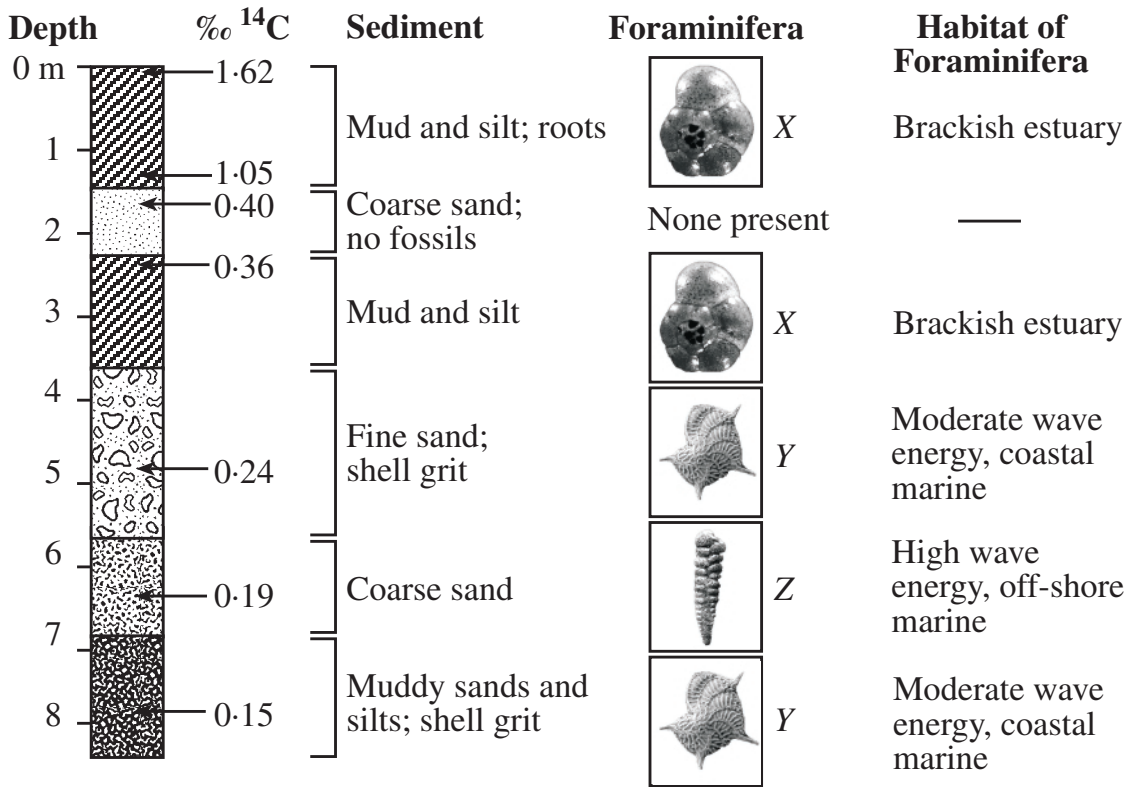 Depth
‰ ¹⁴C
Sediment
Foraminifera
Habitat of
Foraminifera
0 m
1·62
Mud and silt; roots
X
Brackish estuary
1
1·05
0·40
Coarse sand;
no fossils
None present
2
0·36
3
Mud and silt
X
Brackish estuary
4
Fine sand;
shell grit
0·24
5
Y
Moderate wave
energy, coastal
marine
6
0·19
Coarse sand
Z
High wave
energy, off-shore
marine
7
8
0·15
Muddy sands and
silts; shell grit
Y
Moderate wave
energy, coastal
marine